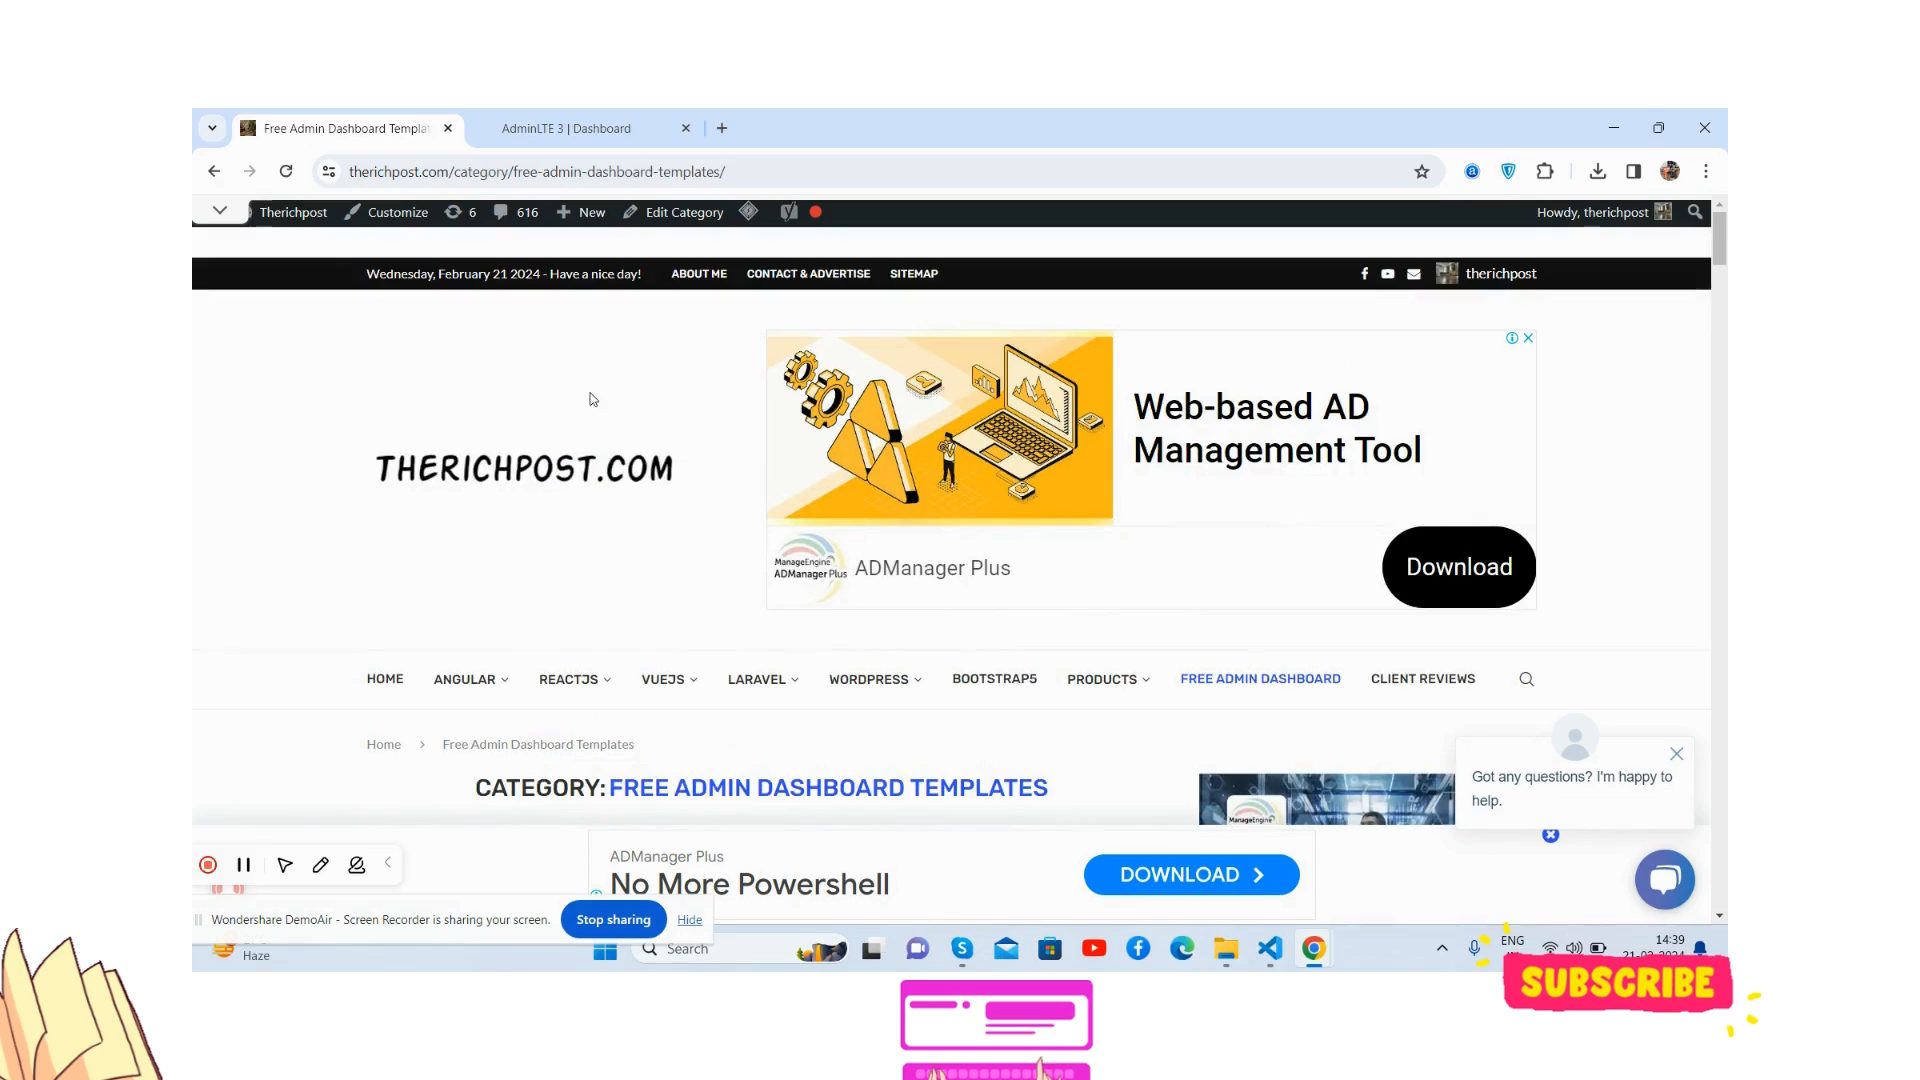 Free Admin Dashboard Templat
AdminLTE 3 | Dashboard
therichpost.com/category/free-admin-dashboard-templates/
Therichpost
Customize
6
616
New
Edit Category
Howdy, therichpost
Wednesday, February 21 2024 - Have a nice day!
ABOUT ME
CONTACT & ADVERTISE
SITEMAP
therichpost
THERICHPOST.COM
Web-based AD
Management Tool
ManageEngine
ADManager Plus
ADManager Plus
Download
HOME
ANGULAR
REACTJS
VUEJS
LARAVEL
WORDPRESS
BOOTSTRAP5
PRODUCTS
FREE ADMIN DASHBOARD
CLIENT REVIEWS
Home
Free Admin Dashboard Templates
CATEGORY: FREE ADMIN DASHBOARD TEMPLATES
ManageEngine
Got any questions? I'm happy to
help.
ADManager Plus
No More Powershell
DOWNLOAD
Wondershare DemoAir - Screen Recorder is sharing your screen.
Stop sharing
Hide
Haze
Search
ENG
14:39
SUBSCRIBE